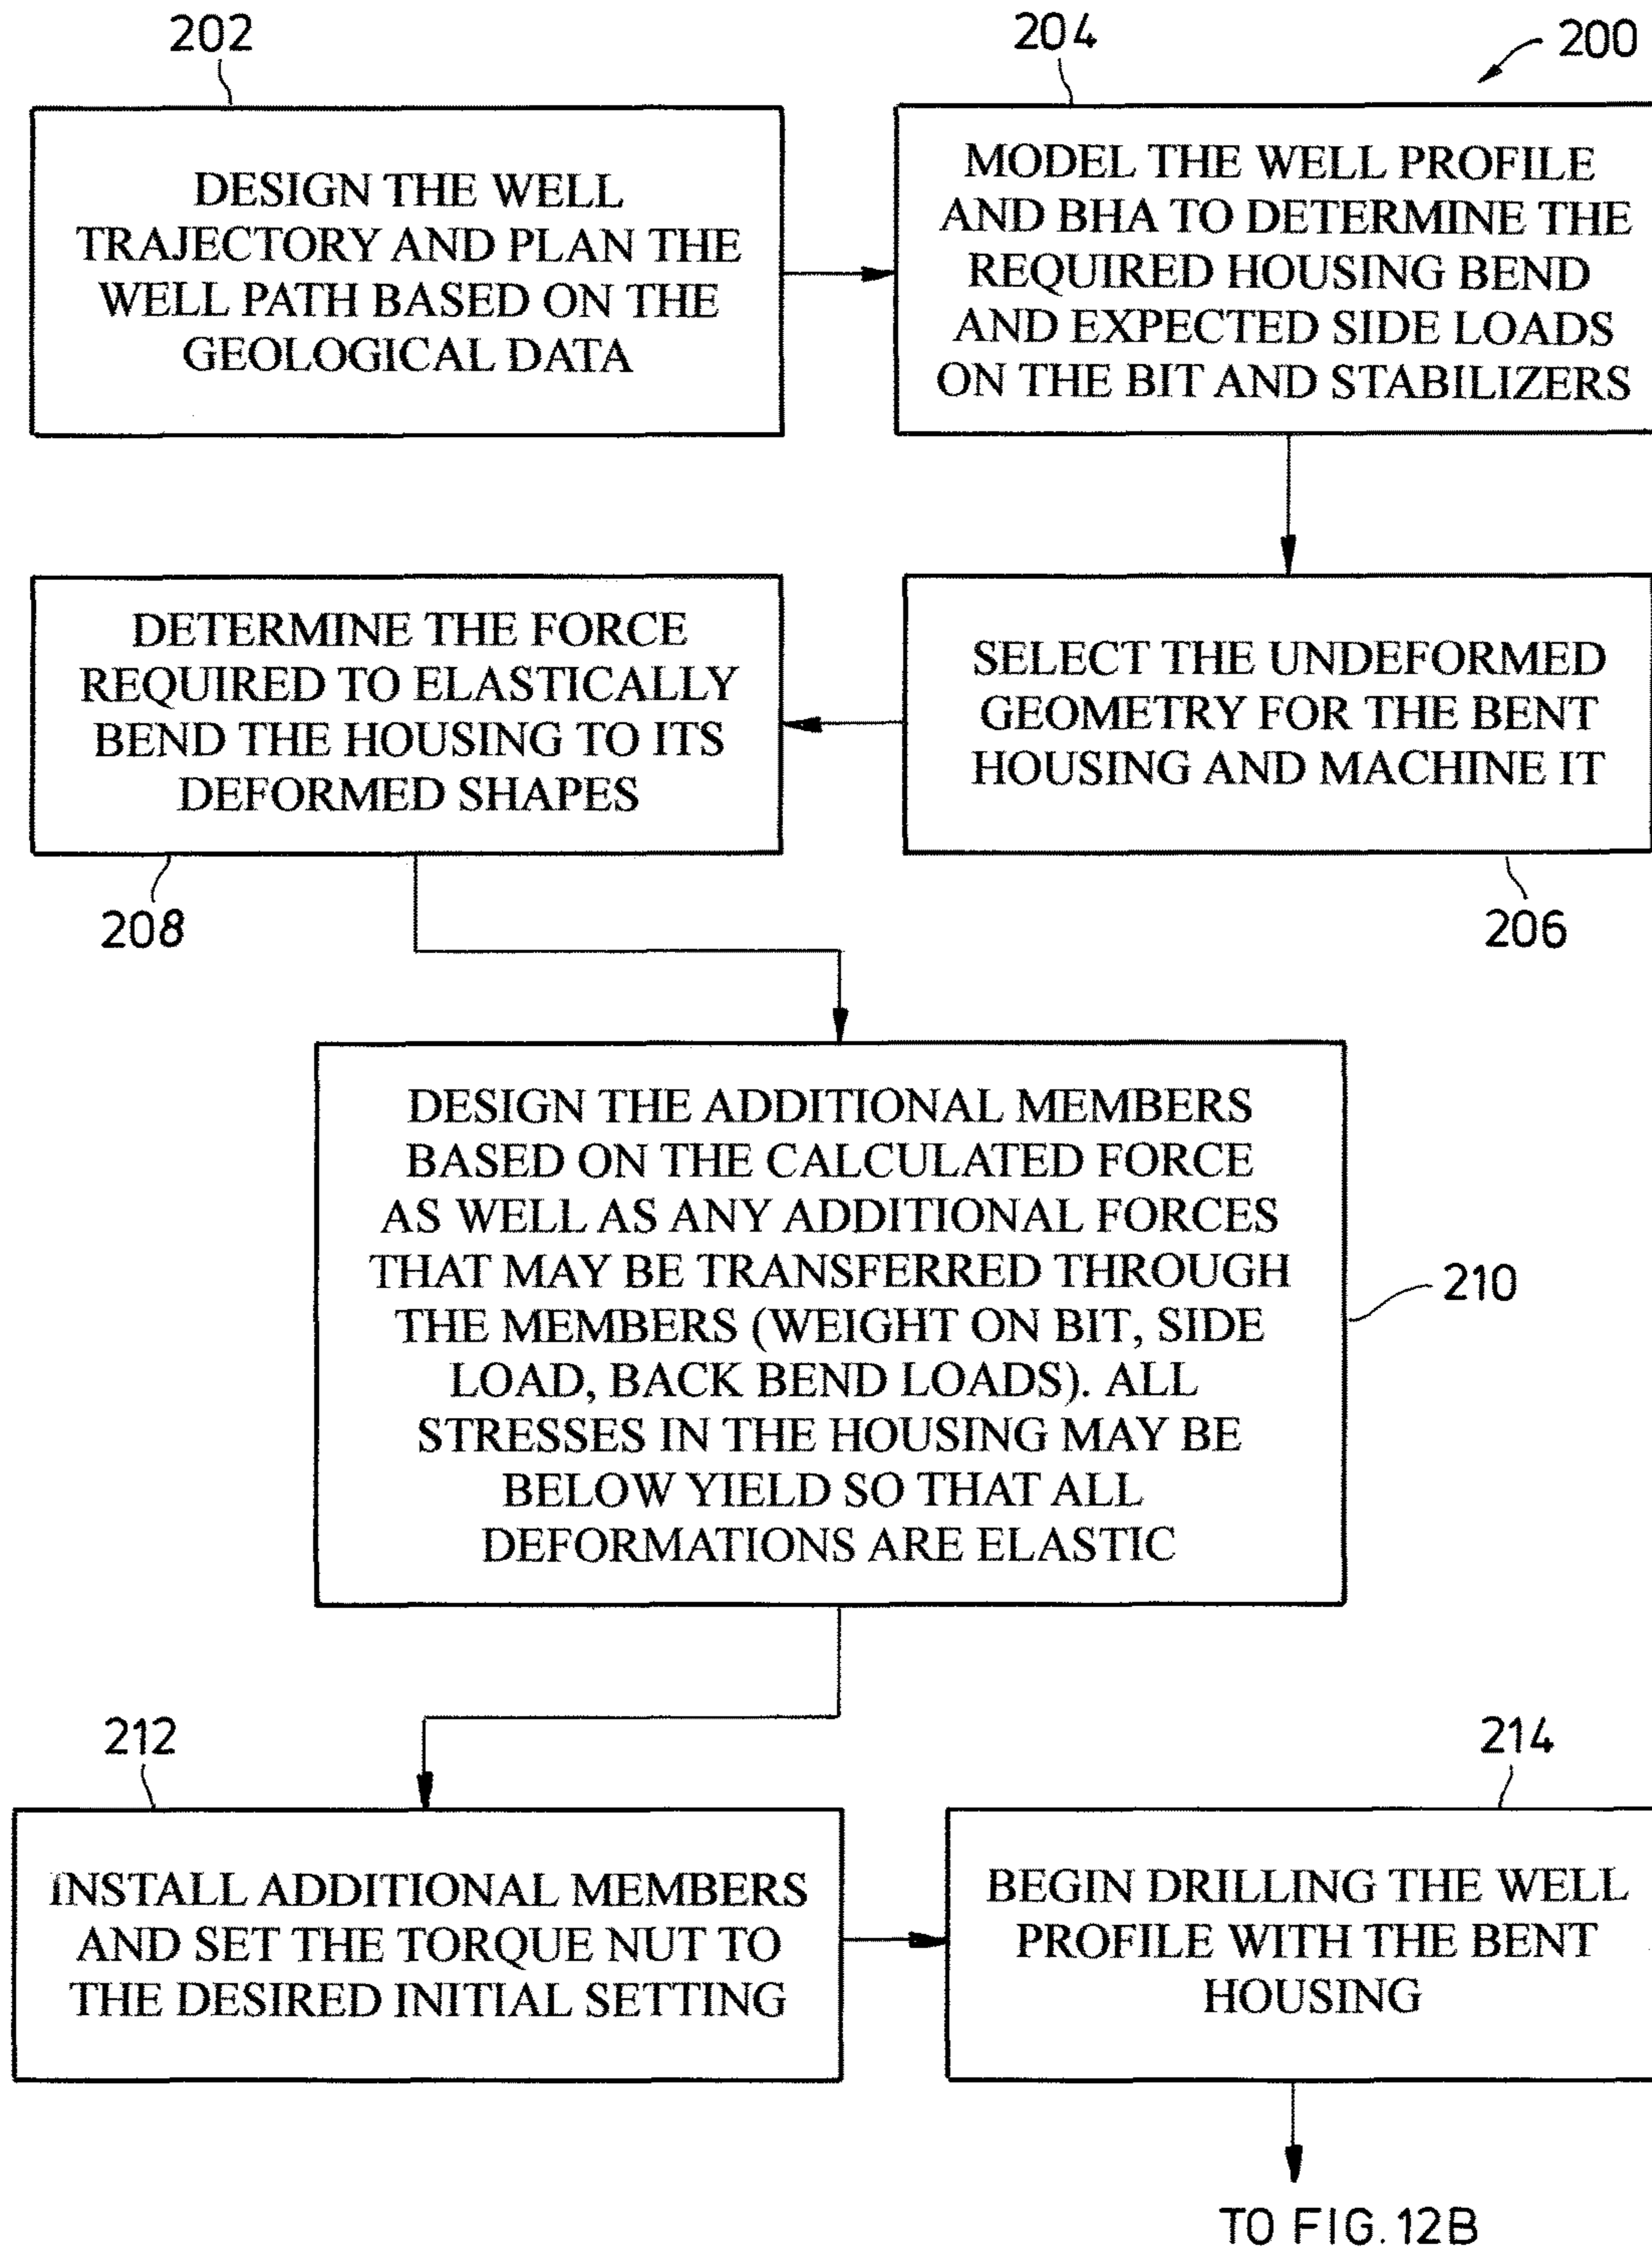 202
204
200
DESIGN THE WELL
TRAJECTORY AND PLAN THE
WELL PATH BASED ON THE
GEOLOGICAL DATA
MODEL THE WELL PROFILE
AND BHA TO DETERMINE THE
REQUIRED HOUSING BEND
AND EXPECTED SIDE LOADS
ON THE BIT AND STABILIZERS
DETERMINE THE FORCE
REQUIRED TO ELASTICALLY
BEND THE HOUSING TO ITS
DEFORMED SHAPES
SELECT THE UNDEFORMED
GEOMETRY FOR THE BENT
HOUSING AND MACHINE IT
208
206
DESIGN THE ADDITIONAL MEMBERS
BASED ON THE CALCULATED FORCE
AS WELL AS ANY ADDITIONAL FORCES
THAT MAY BE TRANSFERRED THROUGH
THE MEMBERS (WEIGHT ON BIT, SIDE
LOAD, BACK BEND LOADS). ALL
STRESSES IN THE HOUSING MAY BE
BELOW YIELD SO THAT ALL
DEFORMATIONS ARE ELASTIC
210
212
214
INSTALL ADDITIONAL MEMBERS
AND SET THE TORQUE NUT TO
THE DESIRED INITIAL SETTING
BEGIN DRILLING THE WELL
PROFILE WITH THE BENT
HOUSING
TO FIG. 12B